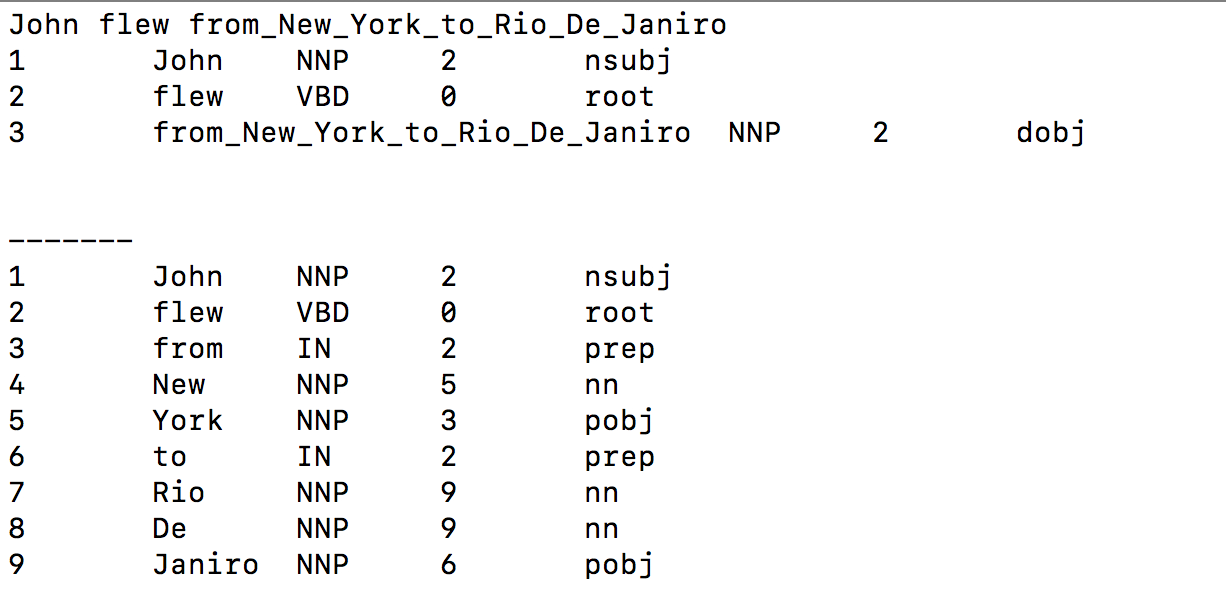 John flew from_New_York_to_Rio_De_Janiro
1 John NNP 2 nsubj
2 flew VBD 0 root
3 from_New_York_to_Rio_De_Janiro NNP 2 dobj
-------
1 John NNP 2 nsubj
2 flew VBD 0 root
3 from IN 2 prep
4 New NNP 5 nn
5 York NNP 3 pobj
6 to IN 2 prep
7 Rio NNP 9 nn
8 De NNP 9 nn
9 Janiro NNP 6 pobj